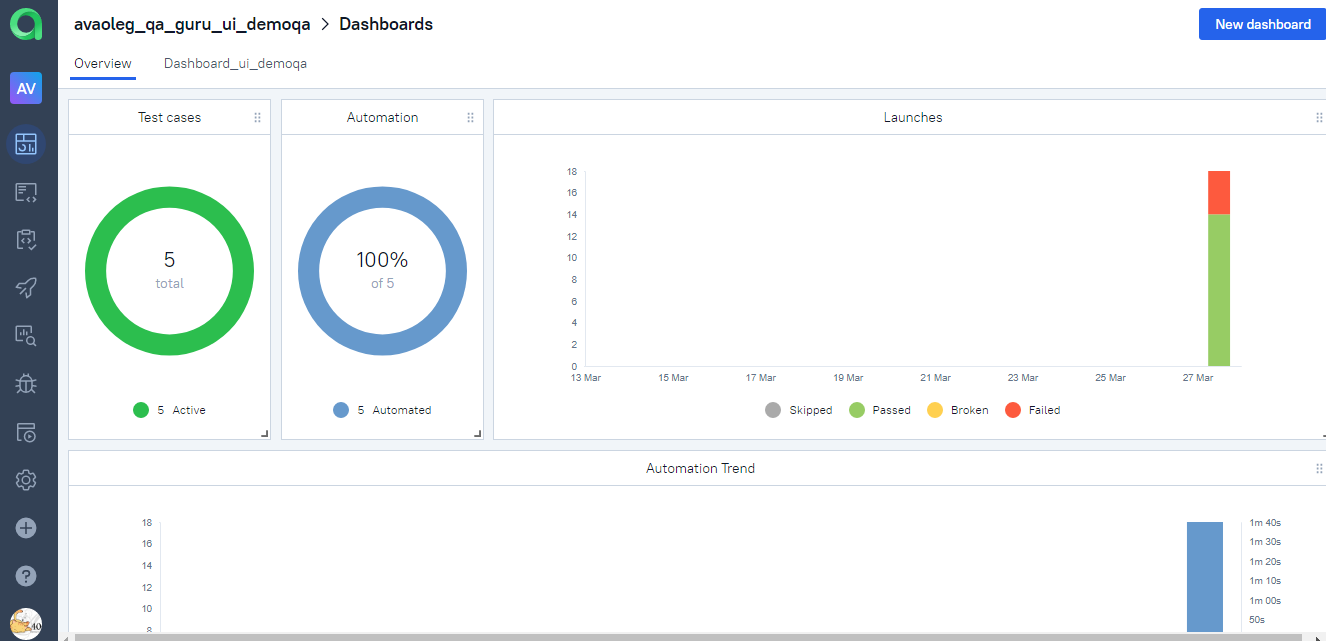 avaoleg_qa_guru_ui_demoqa > Dashboards
New dashboard
Overview
Dashboard_ui_demoqa
AV
Test cases
5
total
5 Active
Automation
100%
of 5
5 Automated
Launches
18
16
14
12
10
8
6
4
2
0
13 Mar 15 Mar 17 Mar 19 Mar 21 Mar 23 Mar 25 Mar 27 Mar
Skipped Passed Broken Failed
Automation Trend
18
16
14
12
10
8
1m 40s
1m 30s
1m 20s
1m 10s
1m 00s
50s
40